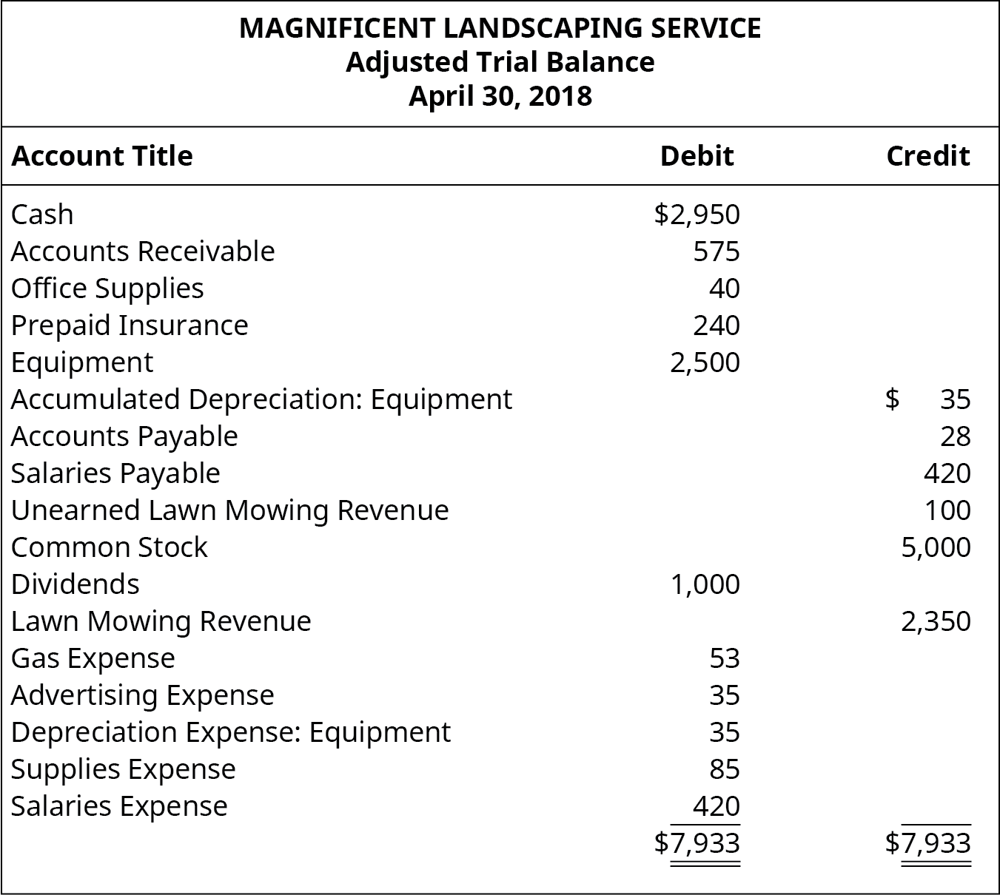 MAGNIFICENT LANDSCAPING SERVICE
Adjusted Trial Balance
April 30, 2018
Account Title Debit Credit
Cash $2,950
Accounts Receivable 575
Office Supplies 40
Prepaid Insurance 240
Equipment 2,500
Accumulated Depreciation: Equipment $ 35
Accounts Payable 28
Salaries Payable 420
Unearned Lawn Mowing Revenue 100
Common Stock 5,000
Dividends 1,000
Lawn Mowing Revenue 2,350
Gas Expense 53
Advertising Expense 35
Depreciation Expense: Equipment 35
Supplies Expense 85
Salaries Expense 420
$7,933 $7,933